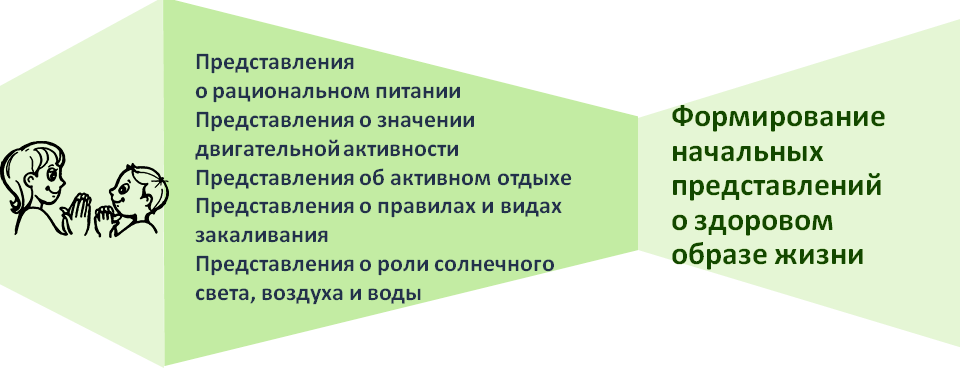 Представления
о рациональном питании
Представления о значении
двигательной активности
Представления об активном отдыхе
Представления о правилах и видах
закаливания
Представления о роли солнечного
света, воздуха и воды
Формирование
начальных
представлений
о здоровом
образе жизни